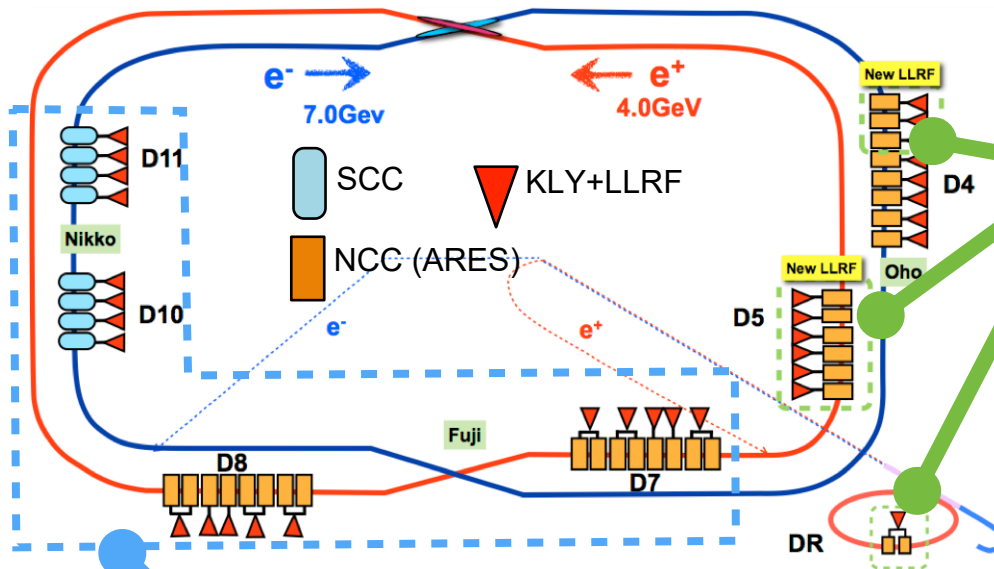 e⁻
7.0Gev
e⁺
4.0GeV
New LLRF
D11
SCC
KLY+LLRF
D4
Nikko
NCC (ARES)
New LLRF
Oho
D10
e⁻
e⁺
D5
Fuji
D8
D7
DR